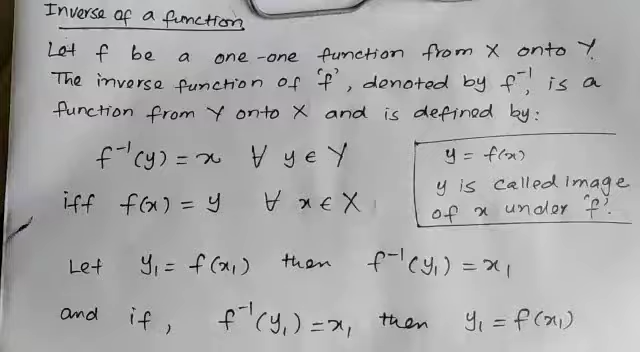 Inverse of a function
Let f be a one-one function from X onto Y.
The inverse function of 'f', denoted by f⁻¹, is a
function from Y onto X and is defined by:
f⁻¹(y) = x ∀ y ∈ Y
iff f(x) = y ∀ x ∈ X
y = f(x)
y is called image
of x under 'f'.
Let y₁ = f(x₁) then f⁻¹(y₁) = x₁
and if, f⁻¹(y₁) = x₁ then y₁ = f(x₁)